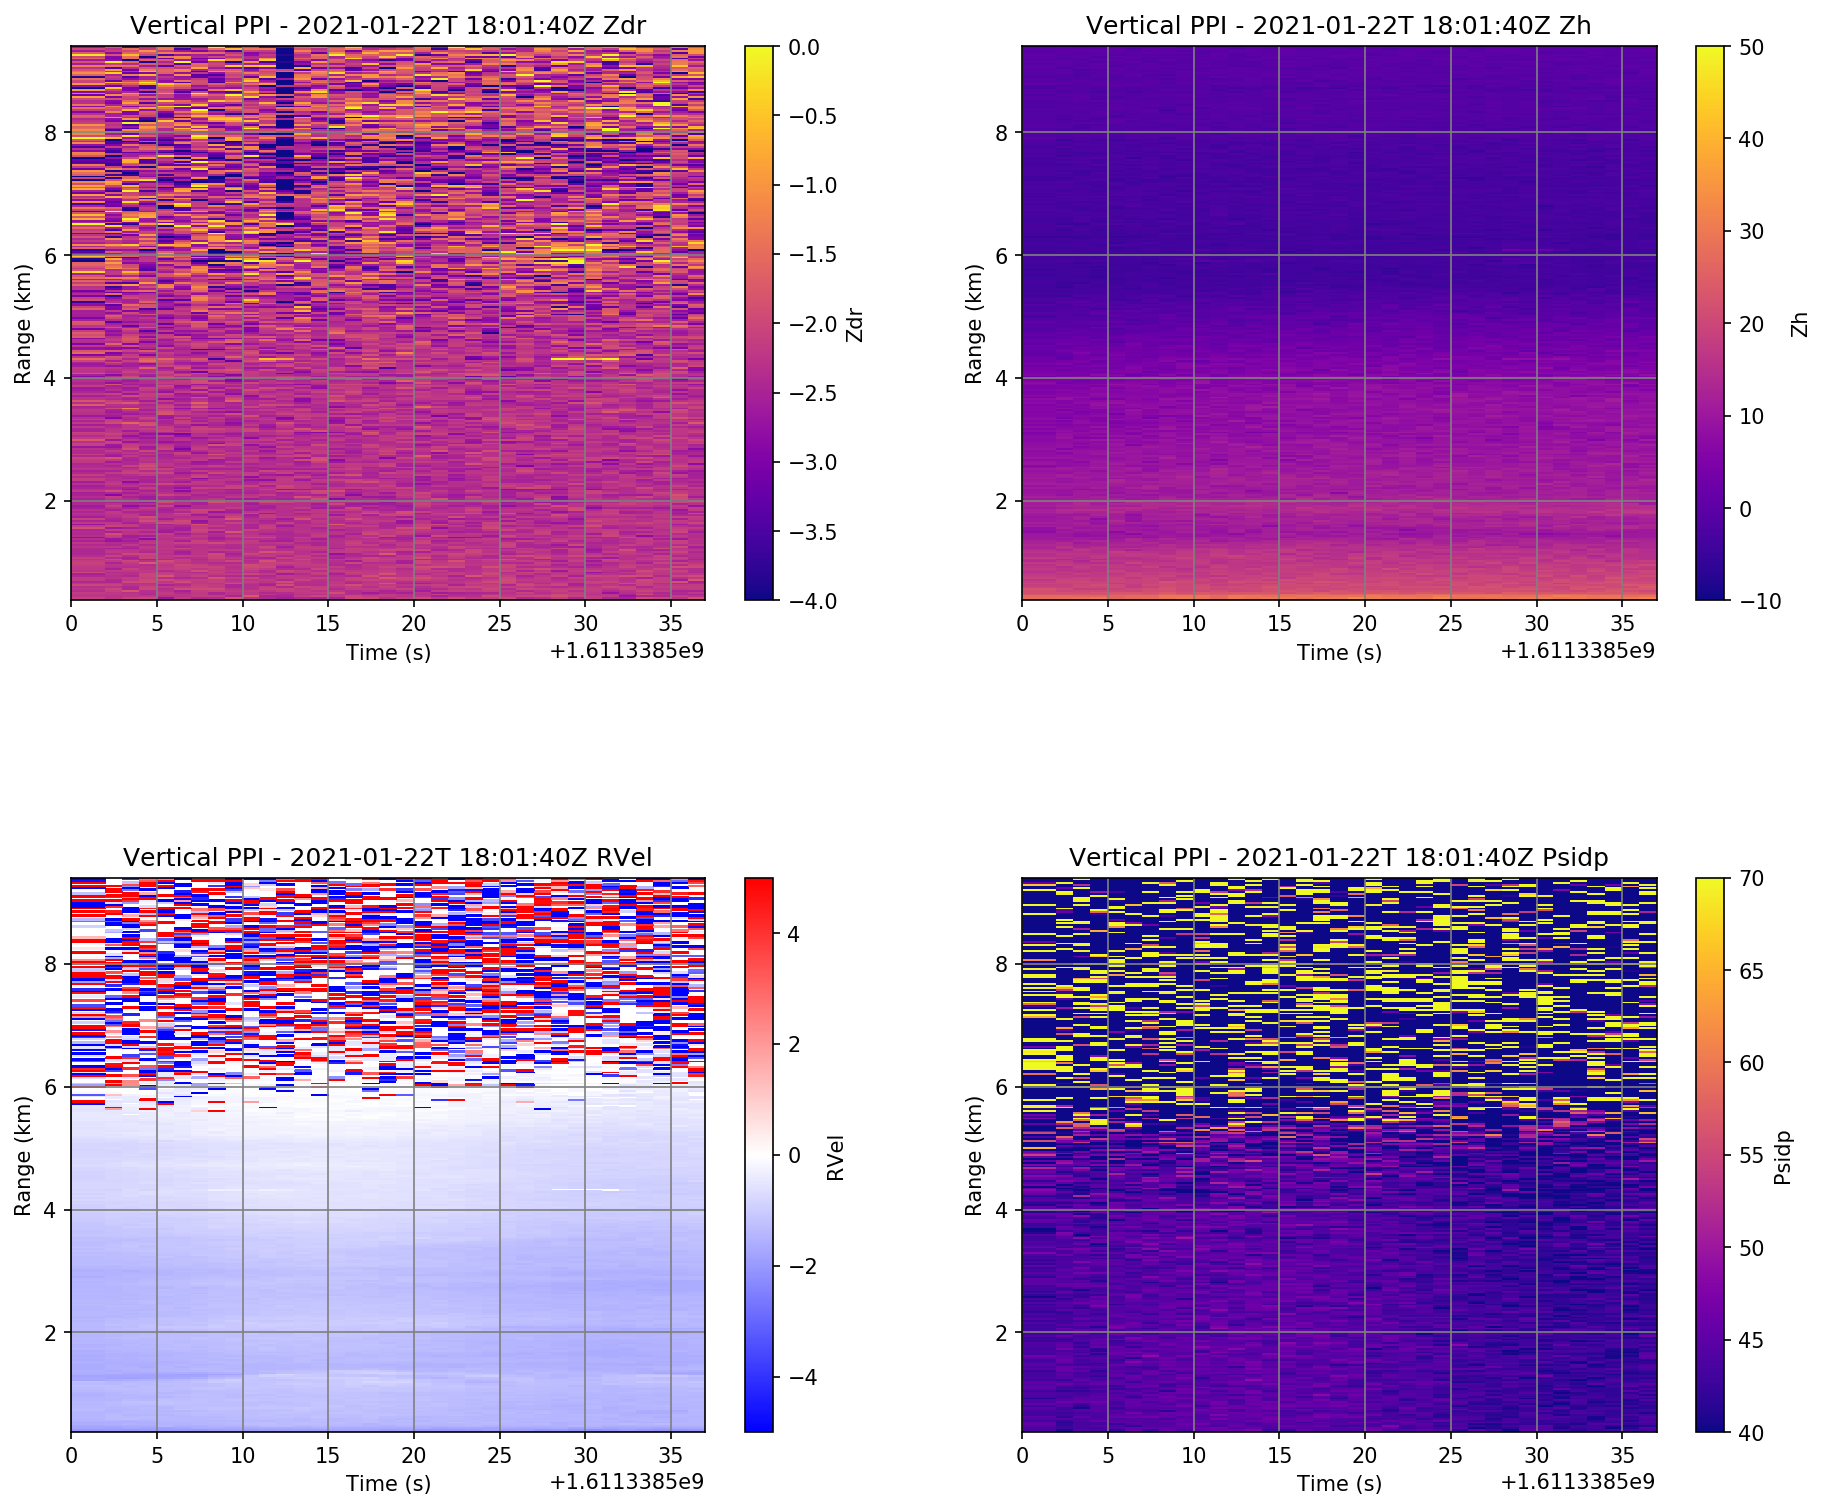 Vertical PPI - 2021-01-22T 18:01:40Z Zdr
Range (km)
8
6
4
2
0 5 10 15 20 25 30 35
Time (s)
+1.6113385e9
0.0
−0.5
−1.0
−1.5
−2.0
−2.5
−3.0
−3.5
−4.0
Zdr
Vertical PPI - 2021-01-22T 18:01:40Z Zh
Range (km)
8
6
4
2
0 5 10 15 20 25 30 35
Time (s)
+1.6113385e9
50
40
30
20
10
0
−10
Zh
Vertical PPI - 2021-01-22T 18:01:40Z RVel
Range (km)
8
6
4
2
0 5 10 15 20 25 30 35
Time (s)
+1.6113385e9
4
2
0
−2
−4
RVel
Vertical PPI - 2021-01-22T 18:01:40Z Psidp
Range (km)
8
6
4
2
0 5 10 15 20 25 30 35
Time (s)
+1.6113385e9
70
65
60
55
50
45
40
Psidp